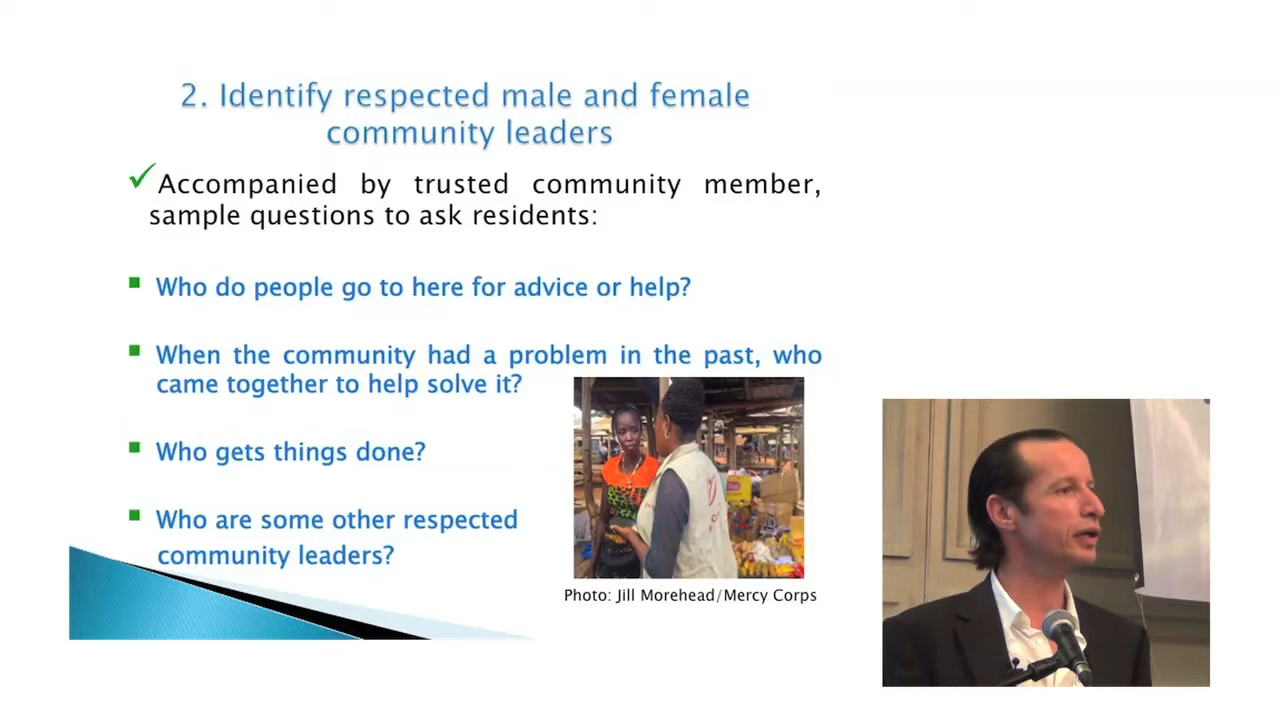 2. Identify respected male and female
community leaders
✓Accompanied by trusted community member,
sample questions to ask residents:
▪ Who do people go to here for advice or help?
▪ When the community had a problem in the past, who
came together to help solve it?
▪ Who gets things done?
▪ Who are some other respected
community leaders?
Photo: Jill Morehead/Mercy Corps